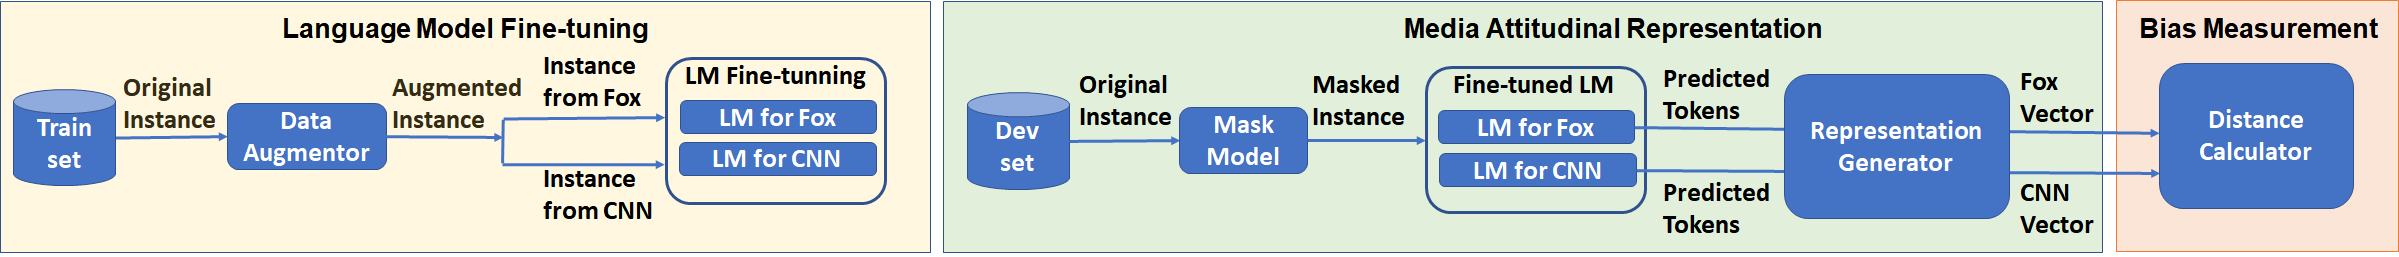 Language Model Fine-tuning
Train
set
Original
Instance
Data
Augmentor
Augmented
Instance
Instance
from Fox
Instance
from CNN
LM Fine-tunning
LM for Fox
LM for CNN
Media Attitudinal Representation
Dev
set
Original
Instance
Mask
Model
Masked
Instance
Fine-tuned LM
LM for Fox
LM for CNN
Predicted
Tokens
Predicted
Tokens
Representation
Generator
Fox
Vector
CNN
Vector
Bias Measurement
Distance
Calculator